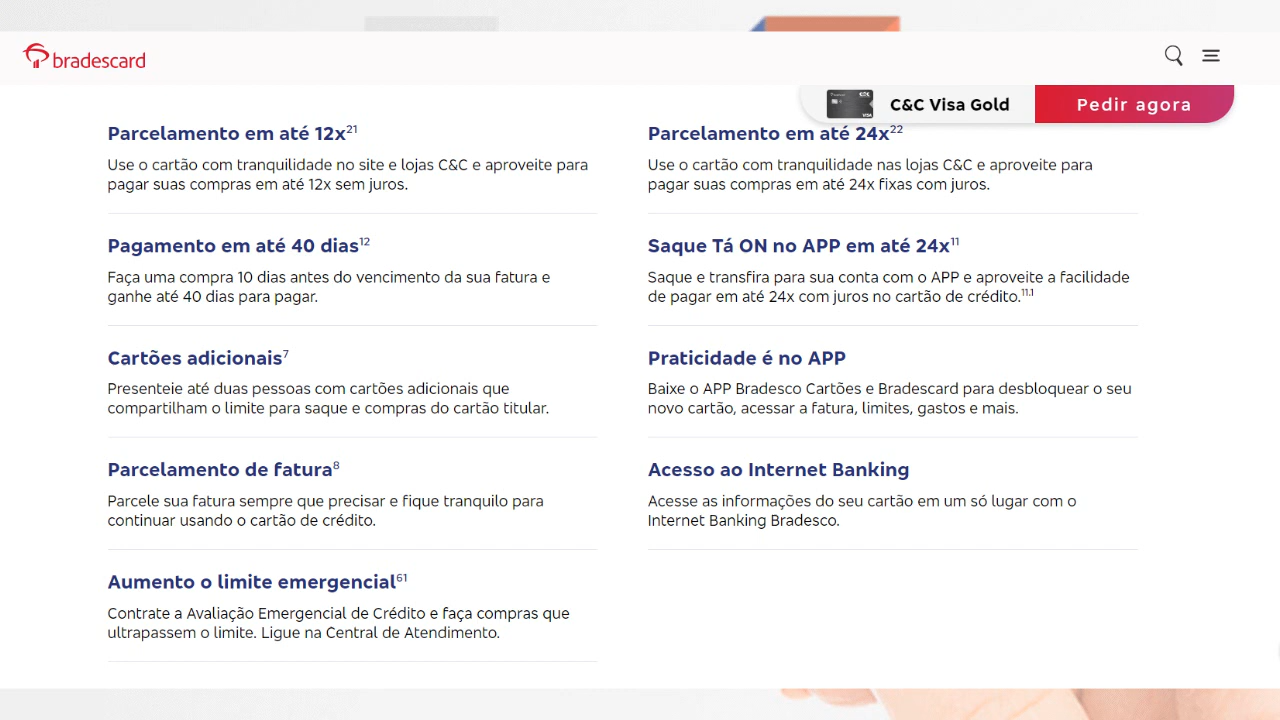 bradescard
C&C Visa Gold
Pedir agora
Parcelamento em até 12x21
Use o cartão com tranquilidade no site e lojas C&C e aproveite para
pagar suas compras em até 12x sem juros.
Parcelamento em até 24x22
Use o cartão com tranquilidade nas lojas C&C e aproveite para
pagar suas compras em até 24x fixas com juros.
Pagamento em até 40 dias12
Faça uma compra 10 dias antes do vencimento da sua fatura e
ganhe até 40 dias para pagar.
Saque Tá ON no APP em até 24x11
Saque e transfira para sua conta com o APP e aproveite a facilidade
de pagar em até 24x com juros no cartão de crédito.11.1
Cartões adicionais7
Presenteie até duas pessoas com cartões adicionais que
compartilham o limite para saque e compras do cartão titular.
Praticidade é no APP
Baixe o APP Bradesco Cartões e Bradescard para desbloquear o seu
novo cartão, acessar a fatura, limites, gastos e mais.
Parcelamento de fatura8
Parcele sua fatura sempre que precisar e fique tranquilo para
continuar usando o cartão de crédito.
Acesso ao Internet Banking
Acesse as informações do seu cartão em um só lugar com o
Internet Banking Bradesco.
Aumento o limite emergencial61
Contrate a Avaliação Emergencial de Crédito e faça compras que
ultrapassem o limite. Ligue na Central de Atendimento.